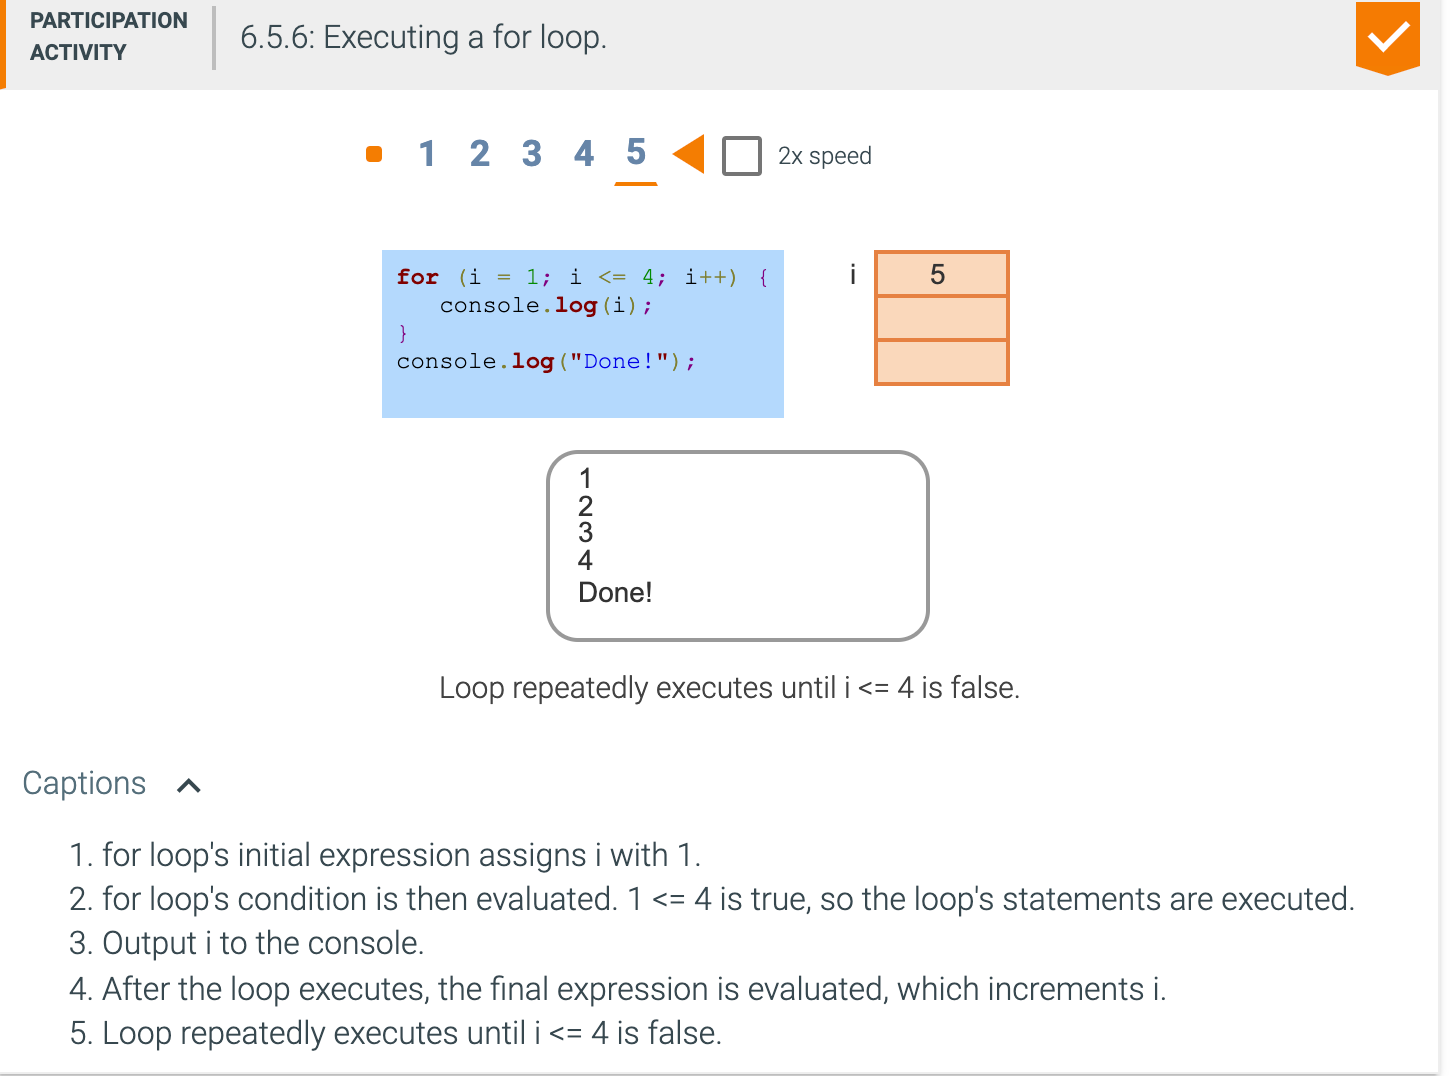 PARTICIPATION
ACTIVITY
6.5.6: Executing a for loop.
1 2 3 4 5 2x speed
for (i = 1; i <= 4; i++) {
   console.log(i);
}
console.log("Done!");
i 5
1
2
3
4
Done!
Loop repeatedly executes until i <= 4 is false.
Captions
1. for loop's initial expression assigns i with 1.
2. for loop's condition is then evaluated. 1 <= 4 is true, so the loop's statements are executed.
3. Output i to the console.
4. After the loop executes, the final expression is evaluated, which increments i.
5. Loop repeatedly executes until i <= 4 is false.